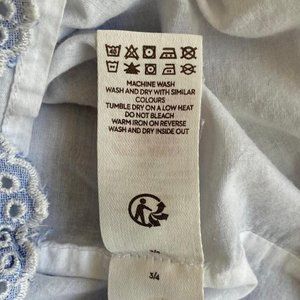 MACHINE WASH
WASH AND DRY WITH SIMILAR
COLOURS
TUMBLE DRY ON A LOW HEAT
DO NOT BLEACH
WARM IRON ON REVERSE
WASH AND DRY INSIDE OUT
3/4